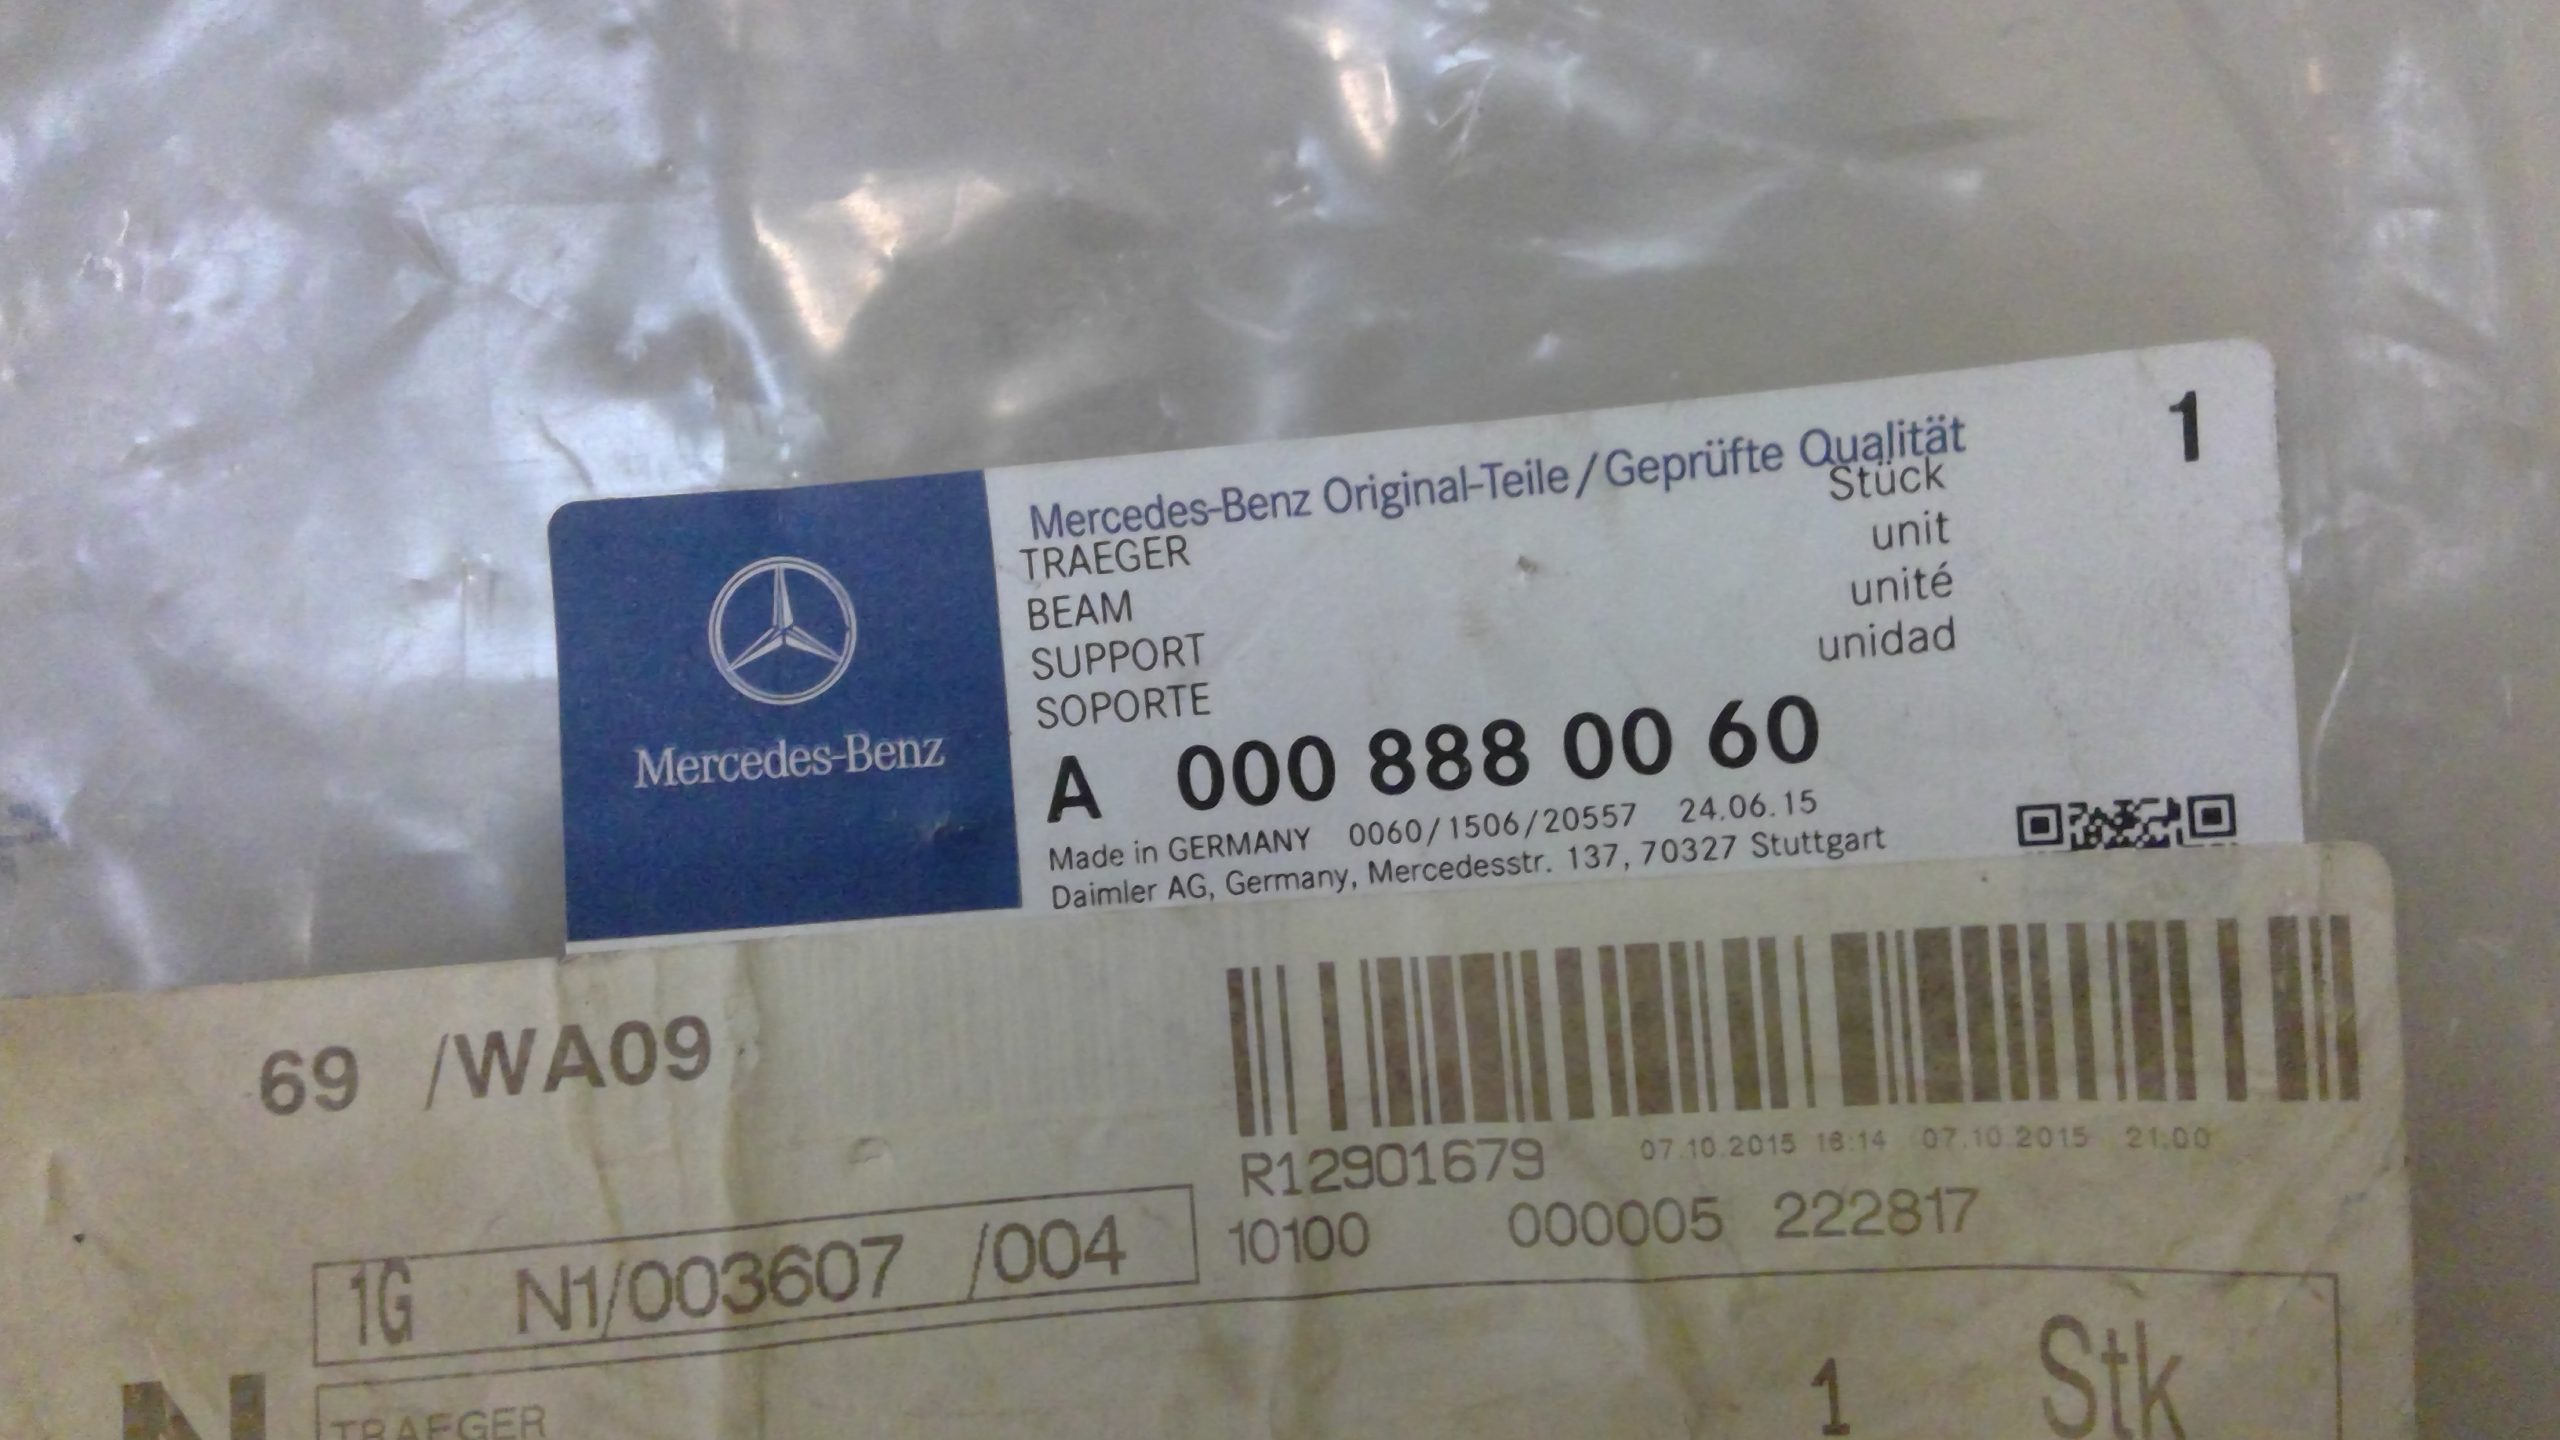 Mercedes-Benz
Mercedes-Benz Original-Teile/Geprüfte Qualität
1
TRAEGER
Stück
BEAM
unit
SUPPORT
unité
SOPORTE
unidad
A 000 888 00 60
Made in GERMANY 0060/1506/20557 24.06.15
Daimler AG, Germany, Mercedesstr. 137, 70327 Stuttgart
69 /WA09
R12901679 07.10.2015 16:14 07.10.2015 21:00
10100 000005 222817
1G N1/003607 /004
N
TRAEGER
1 Stk